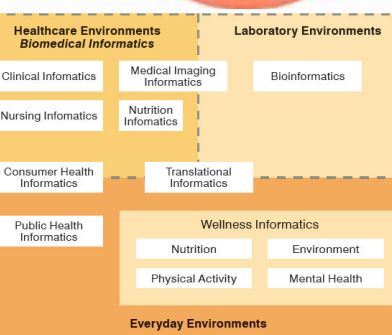 Healthcare Environments
Biomedical Informatics
Laboratory Environments
Clinical Infomatics
Medical Imaging
Informatics
Bioinformatics
Nursing Infomatics
Nutrition
Infomatics
Consumer Health
Informatics
Translational
Informatics
Public Health
Informatics
Wellness Informatics
Nutrition
Environment
Physical Activity
Mental Health
Everyday Environments